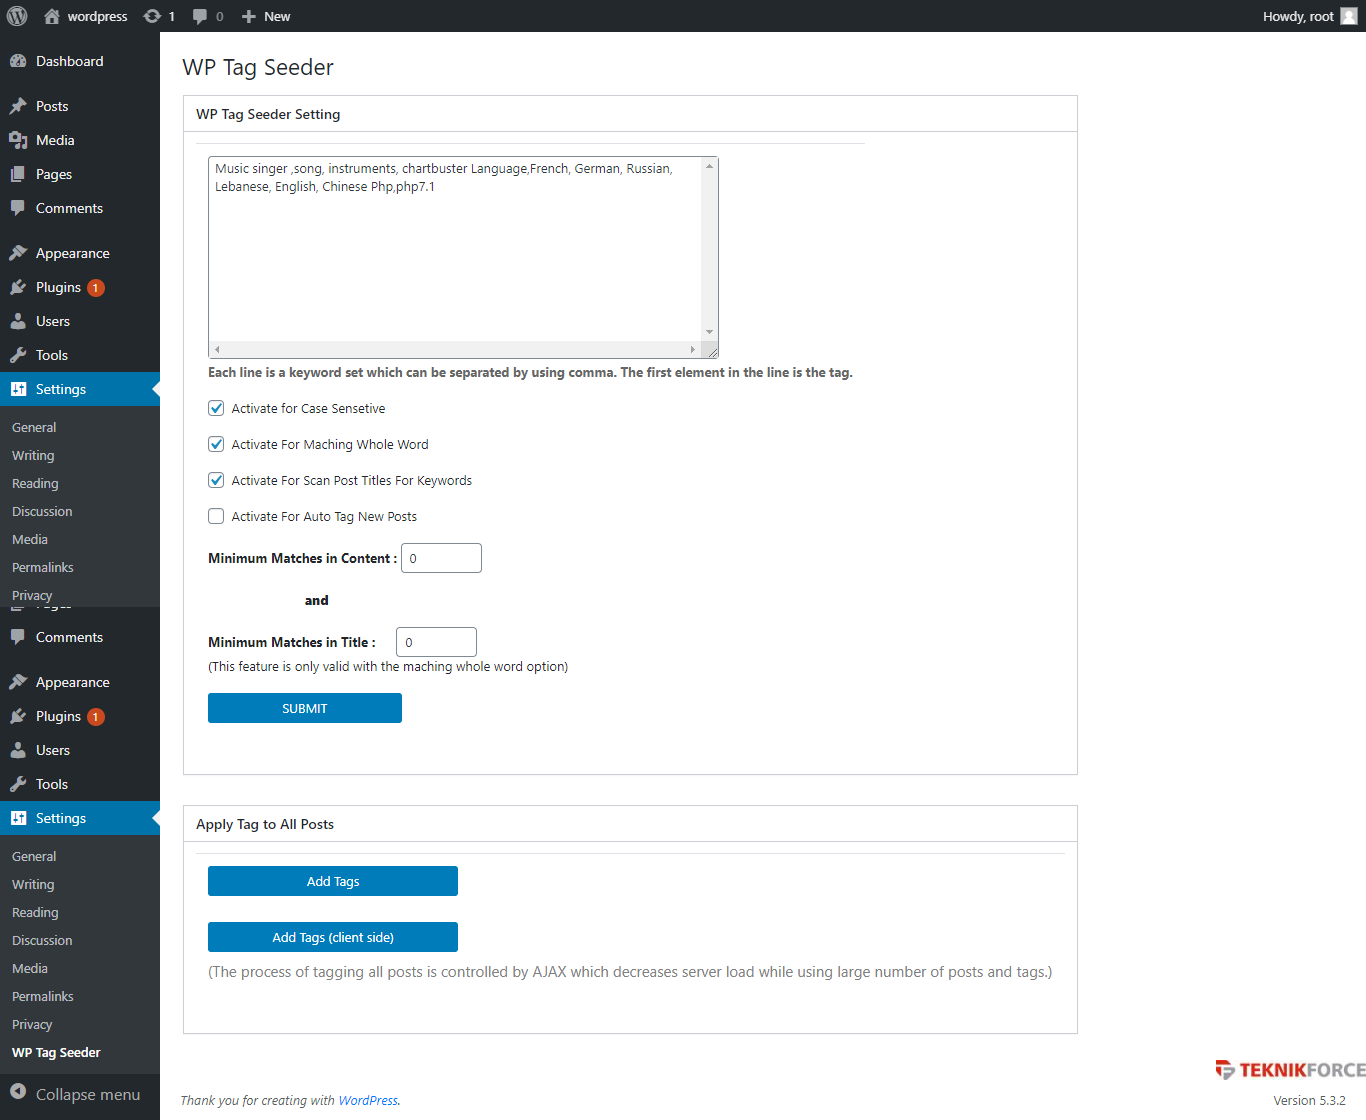 wordpress 1 0 New Howdy, root
Dashboard
Posts
Media
Pages
Comments
Appearance
Plugins 1
Users
Tools
Settings
General
Writing
Reading
Discussion
Media
Permalinks
Privacy
Comments
Appearance
Plugins 1
Users
Tools
Settings
General
Writing
Reading
Discussion
Media
Permalinks
Privacy
WP Tag Seeder
Collapse menu
WP Tag Seeder
WP Tag Seeder Setting
Music singer ,song, instruments, chartbuster Language,French, German, Russian,
Lebanese, English, Chinese Php,php7.1
Each line is a keyword set which can be separated by using comma. The first element in the line is the tag.
Activate for Case Sensetive
Activate For Maching Whole Word
Activate For Scan Post Titles For Keywords
Activate For Auto Tag New Posts
Minimum Matches in Content : 0
and
Minimum Matches in Title : 0
(This feature is only valid with the maching whole word option)
SUBMIT
Apply Tag to All Posts
Add Tags
Add Tags (client side)
(The process of tagging all posts is controlled by AJAX which decreases server load while using large number of posts and tags.)
TEKNIKFORCE
Thank you for creating with WordPress.
Version 5.3.2